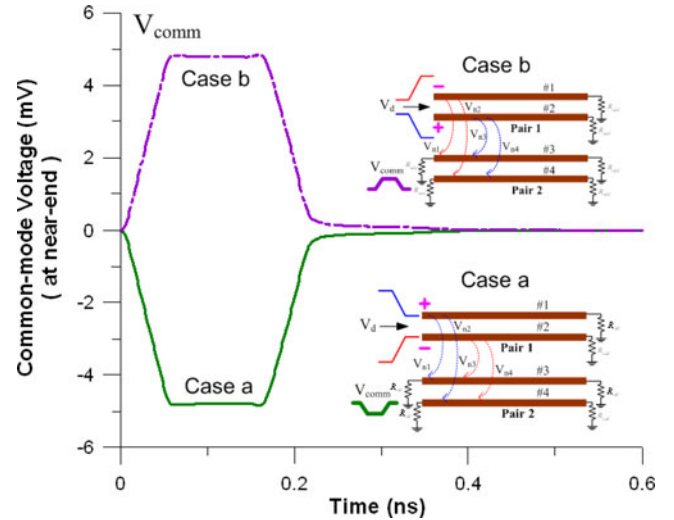 6
V_comm
4
2
0
-2
-4
-6
Common-mode Voltage (mV)
( at near-end )
Case b
Case b
−
#1
V_d
V_n2
#2
+
V_n3
Pair 1
V_n1
V_n4
V_comm
#3
#4
Pair 2
Case a
+
#1
V_d
V_n2
#2
−
Pair 1
V_n1
V_n3
V_n4
#3
V_comm
#4
Pair 2
Case a
0
0.2
0.4
0.6
Time (ns)